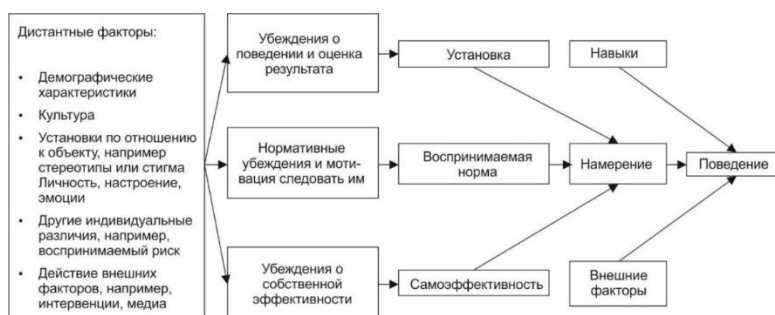 Дистантные факторы:
• Демографические
характеристики
• Культура
• Установки по отношению
к объекту, например
стереотипы или стигма
Личность, настроение,
эмоции
• Другие индивидуальные
различия, например,
воспринимаемый риск
• Действие внешних
факторов, например,
интервенции, медиа
Убеждения о
поведении и оценка
результата
Нормативные
убеждения и моти-
вация следовать им
Убеждения о
собственной
эффективности
Установка
Воспринимаемая
норма
Самоэффективность
Навыки
Намерение
Внешние
факторы
Поведение